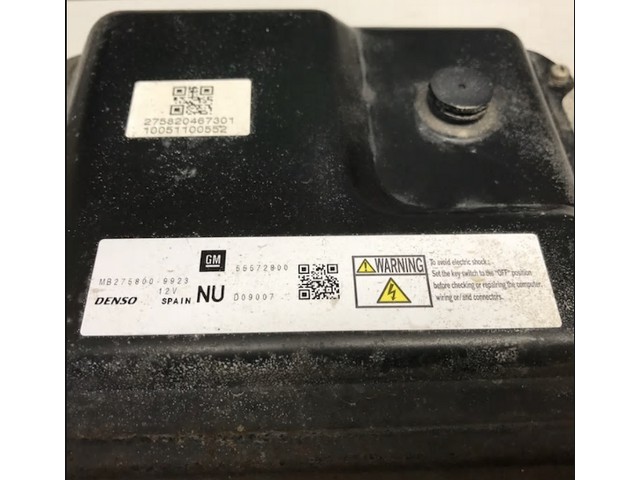 275820467301
10051100552
GM
55572900
MB275800-9923
12V
DENSO SPAIN NU D09007
WARNING
To avoid electric shock:
Set the key switch to the "OFF" position
before checking or repairing the computer,
wiring or/and connectors.